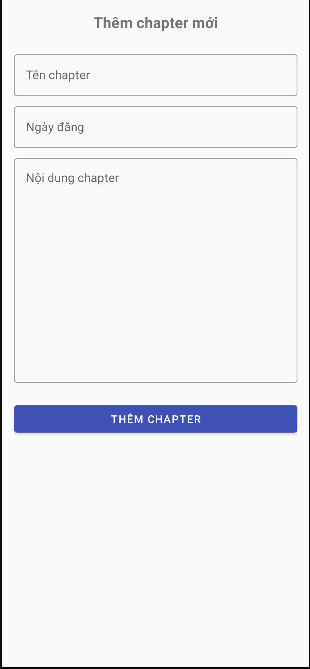 Thêm chapter mới
Tên chapter
Ngày đăng
Nội dung chapter
THÊM CHAPTER